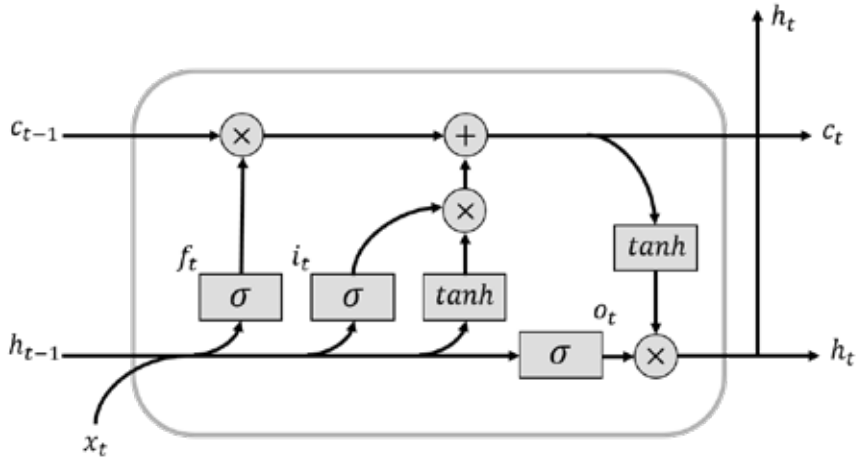 h_t
c_{t-1}
×
+
c_t
×
tanh
f_t
i_t
σ
σ
tanh
o_t
h_{t-1}
σ
×
h_t
x_t